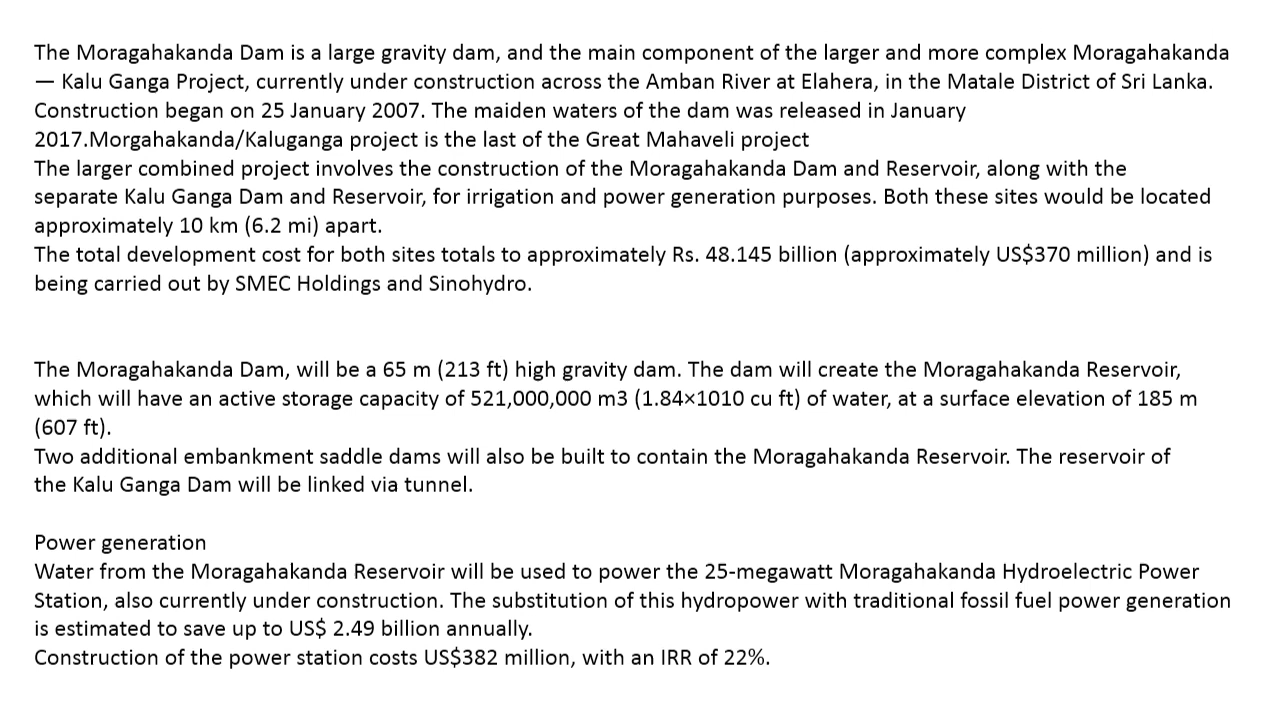 The Moragahakanda Dam is a large gravity dam, and the main component of the larger and more complex Moragahakanda
— Kalu Ganga Project, currently under construction across the Amban River at Elahera, in the Matale District of Sri Lanka.
Construction began on 25 January 2007. The maiden waters of the dam was released in January
2017.Morgahakanda/Kaluganga project is the last of the Great Mahaveli project
The larger combined project involves the construction of the Moragahakanda Dam and Reservoir, along with the
separate Kalu Ganga Dam and Reservoir, for irrigation and power generation purposes. Both these sites would be located
approximately 10 km (6.2 mi) apart.
The total development cost for both sites totals to approximately Rs. 48.145 billion (approximately US$370 million) and is
being carried out by SMEC Holdings and Sinohydro.
The Moragahakanda Dam, will be a 65 m (213 ft) high gravity dam. The dam will create the Moragahakanda Reservoir,
which will have an active storage capacity of 521,000,000 m3 (1.84×1010 cu ft) of water, at a surface elevation of 185 m
(607 ft).
Two additional embankment saddle dams will also be built to contain the Moragahakanda Reservoir. The reservoir of
the Kalu Ganga Dam will be linked via tunnel.
Power generation
Water from the Moragahakanda Reservoir will be used to power the 25-megawatt Moragahakanda Hydroelectric Power
Station, also currently under construction. The substitution of this hydropower with traditional fossil fuel power generation
is estimated to save up to US$ 2.49 billion annually.
Construction of the power station costs US$382 million, with an IRR of 22%.